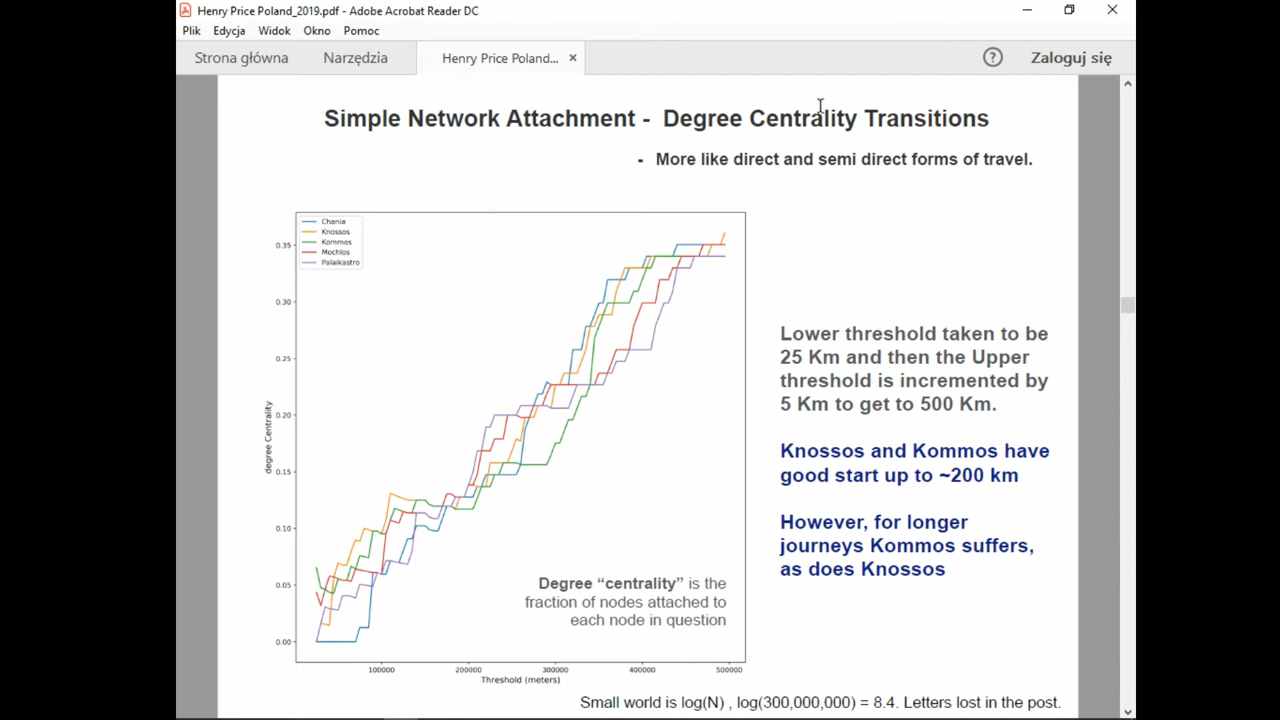 Henry Price Poland_2019.pdf - Adobe Acrobat Reader DC
Plik Edycja Widok Okno Pomoc
Strona główna Narzędzia Henry Price Poland... × ? Zaloguj się
Simple Network Attachment - Degree Centrality Transitions
- More like direct and semi direct forms of travel.
Chania
Knossos
Kommos
Mochlos
Palaikastro
0.35
0.30
0.25
0.20
0.15
0.10
0.05
0.00
degree Centrality
100000 200000 300000 400000 500000
Threshold (meters)
Degree “centrality” is the
fraction of nodes attached to
each node in question
Lower threshold taken to be
25 Km and then the Upper
threshold is incremented by
5 Km to get to 500 Km.
Knossos and Kommos have
good start up to ~200 km
However, for longer
journeys Kommos suffers,
as does Knossos
Small world is log(N) , log(300,000,000) = 8.4. Letters lost in the post.